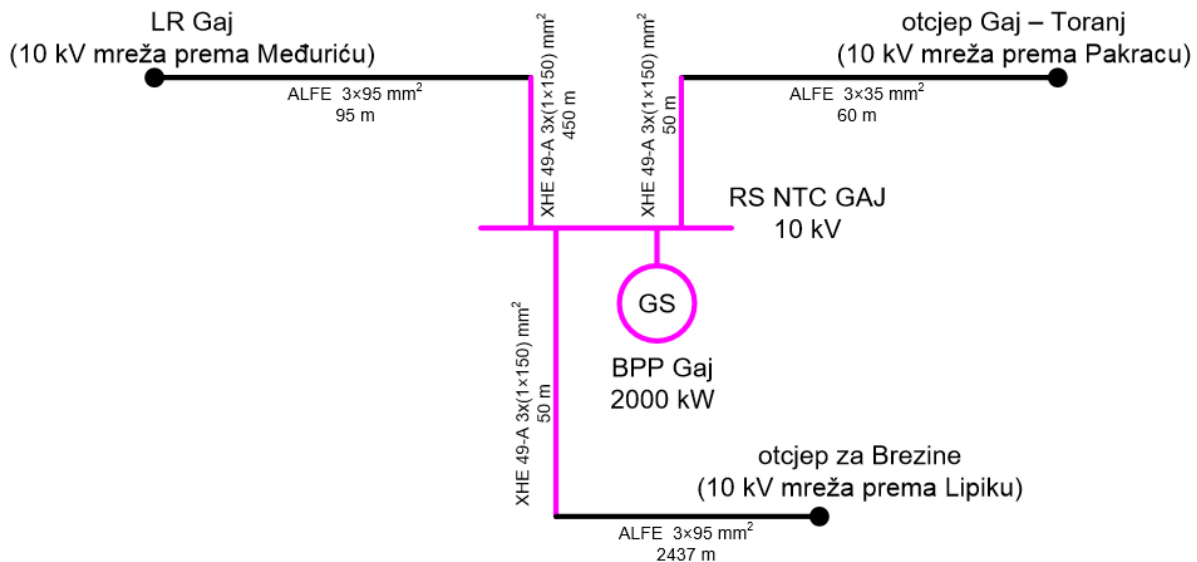 LR Gaj
(10 kV mreža prema Međuriću)
ALFE 3×95 mm²
95 m
XHE 49-A 3x(1×150) mm²
450 m
XHE 49-A 3x(1×150) mm²
50 m
otcjep Gaj – Toranj
(10 kV mreža prema Pakracu)
ALFE 3×35 mm²
60 m
RS NTC GAJ
10 kV
GS
BPP Gaj
2000 kW
XHE 49-A 3x(1×150) mm²
50 m
otcjep za Brezine
(10 kV mreža prema Lipiku)
ALFE 3×95 mm²
2437 m